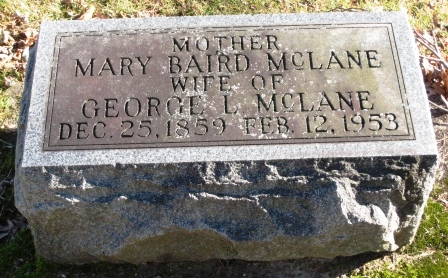 MOTHER
MARY BAIRD McLANE
WIFE OF
GEORGE L. McLANE
DEC. 25, 1859 FEB. 12, 1953